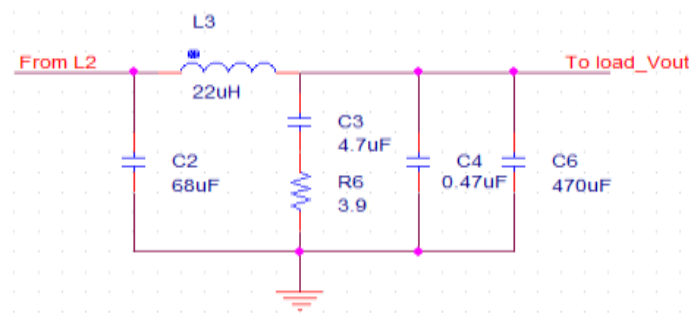 L3
From L2
To load_Vout
22uH
C3
4.7uF
C2
68uF
R6
3.9
C4
0.47uF
C6
470uF